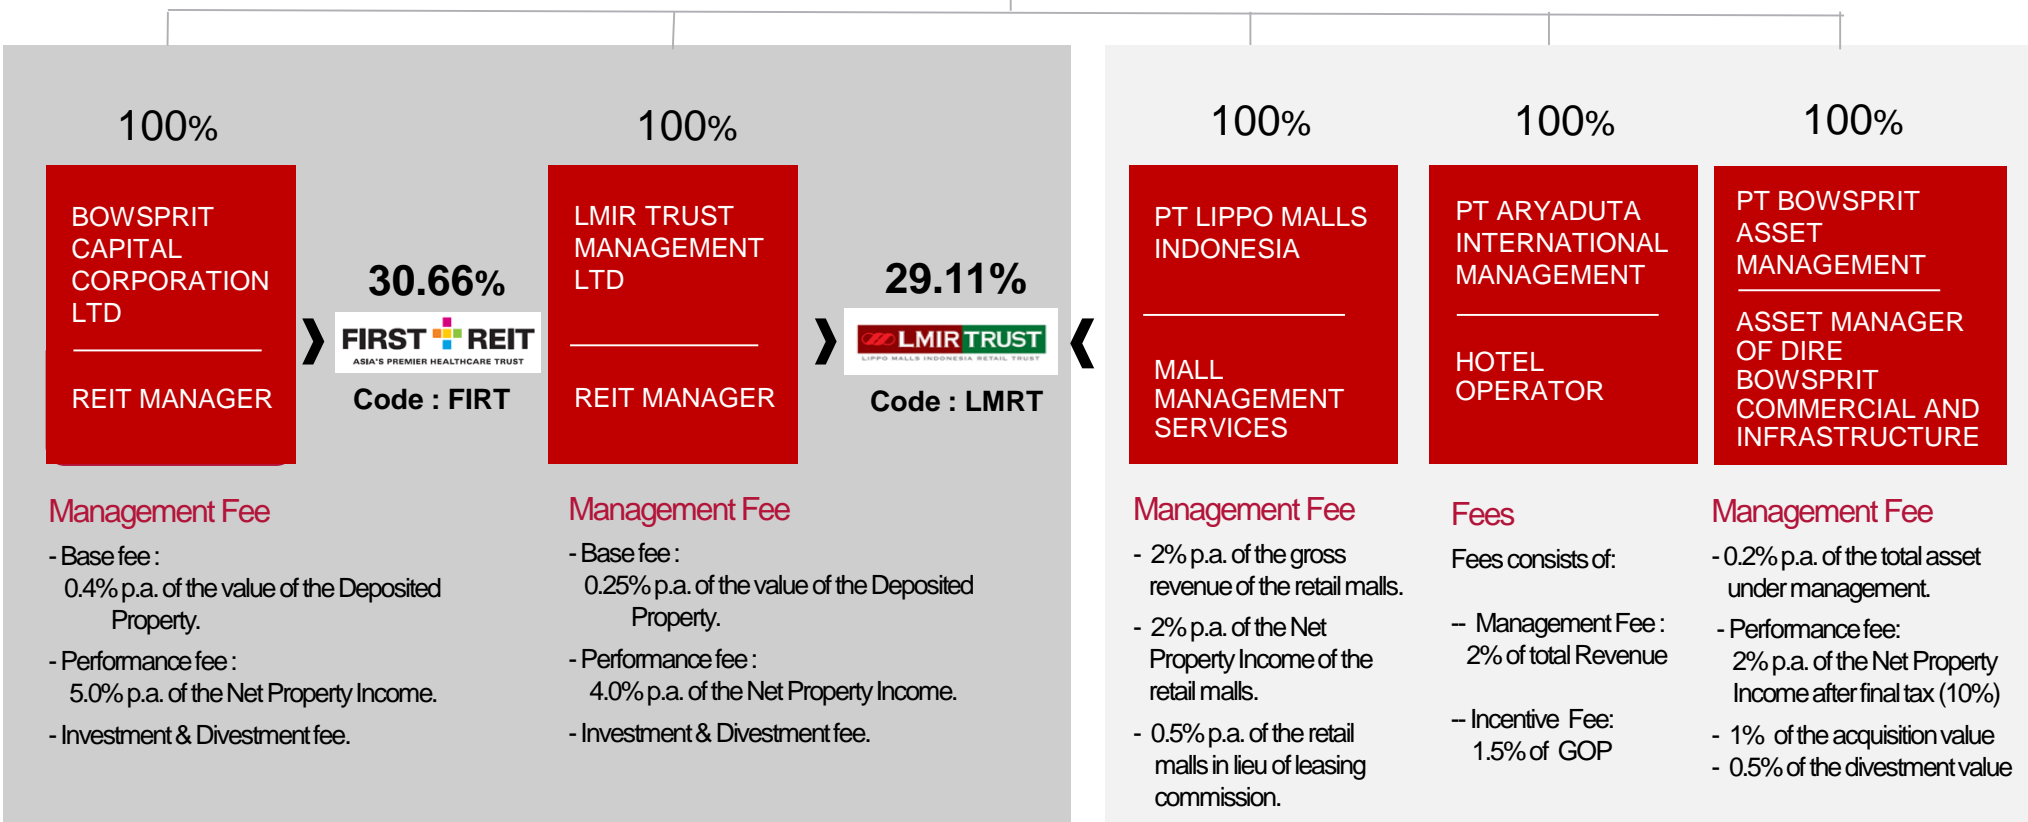 100%
BOWSPRIT
CAPITAL
CORPORATION
LTD
REIT MANAGER
30.66%
FIRST REIT
ASIA'S PREMIER HEALTHCARE TRUST
Code : FIRT
Management Fee
- Base fee :
0.4% p.a. of the value of the Deposited
Property.
- Performance fee :
5.0% p.a. of the Net Property Income.
- Investment & Divestment fee.
100%
LMIR TRUST
MANAGEMENT
LTD
REIT MANAGER
29.11%
LMIR TRUST
LIPPO MALLS INDONESIA RETAIL TRUST
Code : LMRT
Management Fee
- Base fee :
0.25% p.a. of the value of the Deposited
Property.
- Performance fee :
4.0% p.a. of the Net Property Income.
- Investment & Divestment fee.
100%
PT LIPPO MALLS
INDONESIA
MALL
MANAGEMENT
SERVICES
Management Fee
- 2% p.a. of the gross
revenue of the retail malls.
- 2% p.a. of the Net
Property Income of the
retail malls.
- 0.5% p.a. of the retail
malls in lieu of leasing
commission.
100%
PT ARYADUTA
INTERNATIONAL
MANAGEMENT
HOTEL
OPERATOR
Fees
Fees consists of:
-- Management Fee :
2% of total Revenue
-- Incentive Fee:
1.5% of GOP
100%
PT BOWSPRIT
ASSET
MANAGEMENT
ASSET MANAGER
OF DIRE
BOWSPRIT
COMMERCIAL AND
INFRASTRUCTURE
Management Fee
- 0.2% p.a. of the total asset
under management.
- Performance fee:
2% p.a. of the Net Property
Income after final tax (10%)
- 1% of the acquisition value
- 0.5% of the divestment value